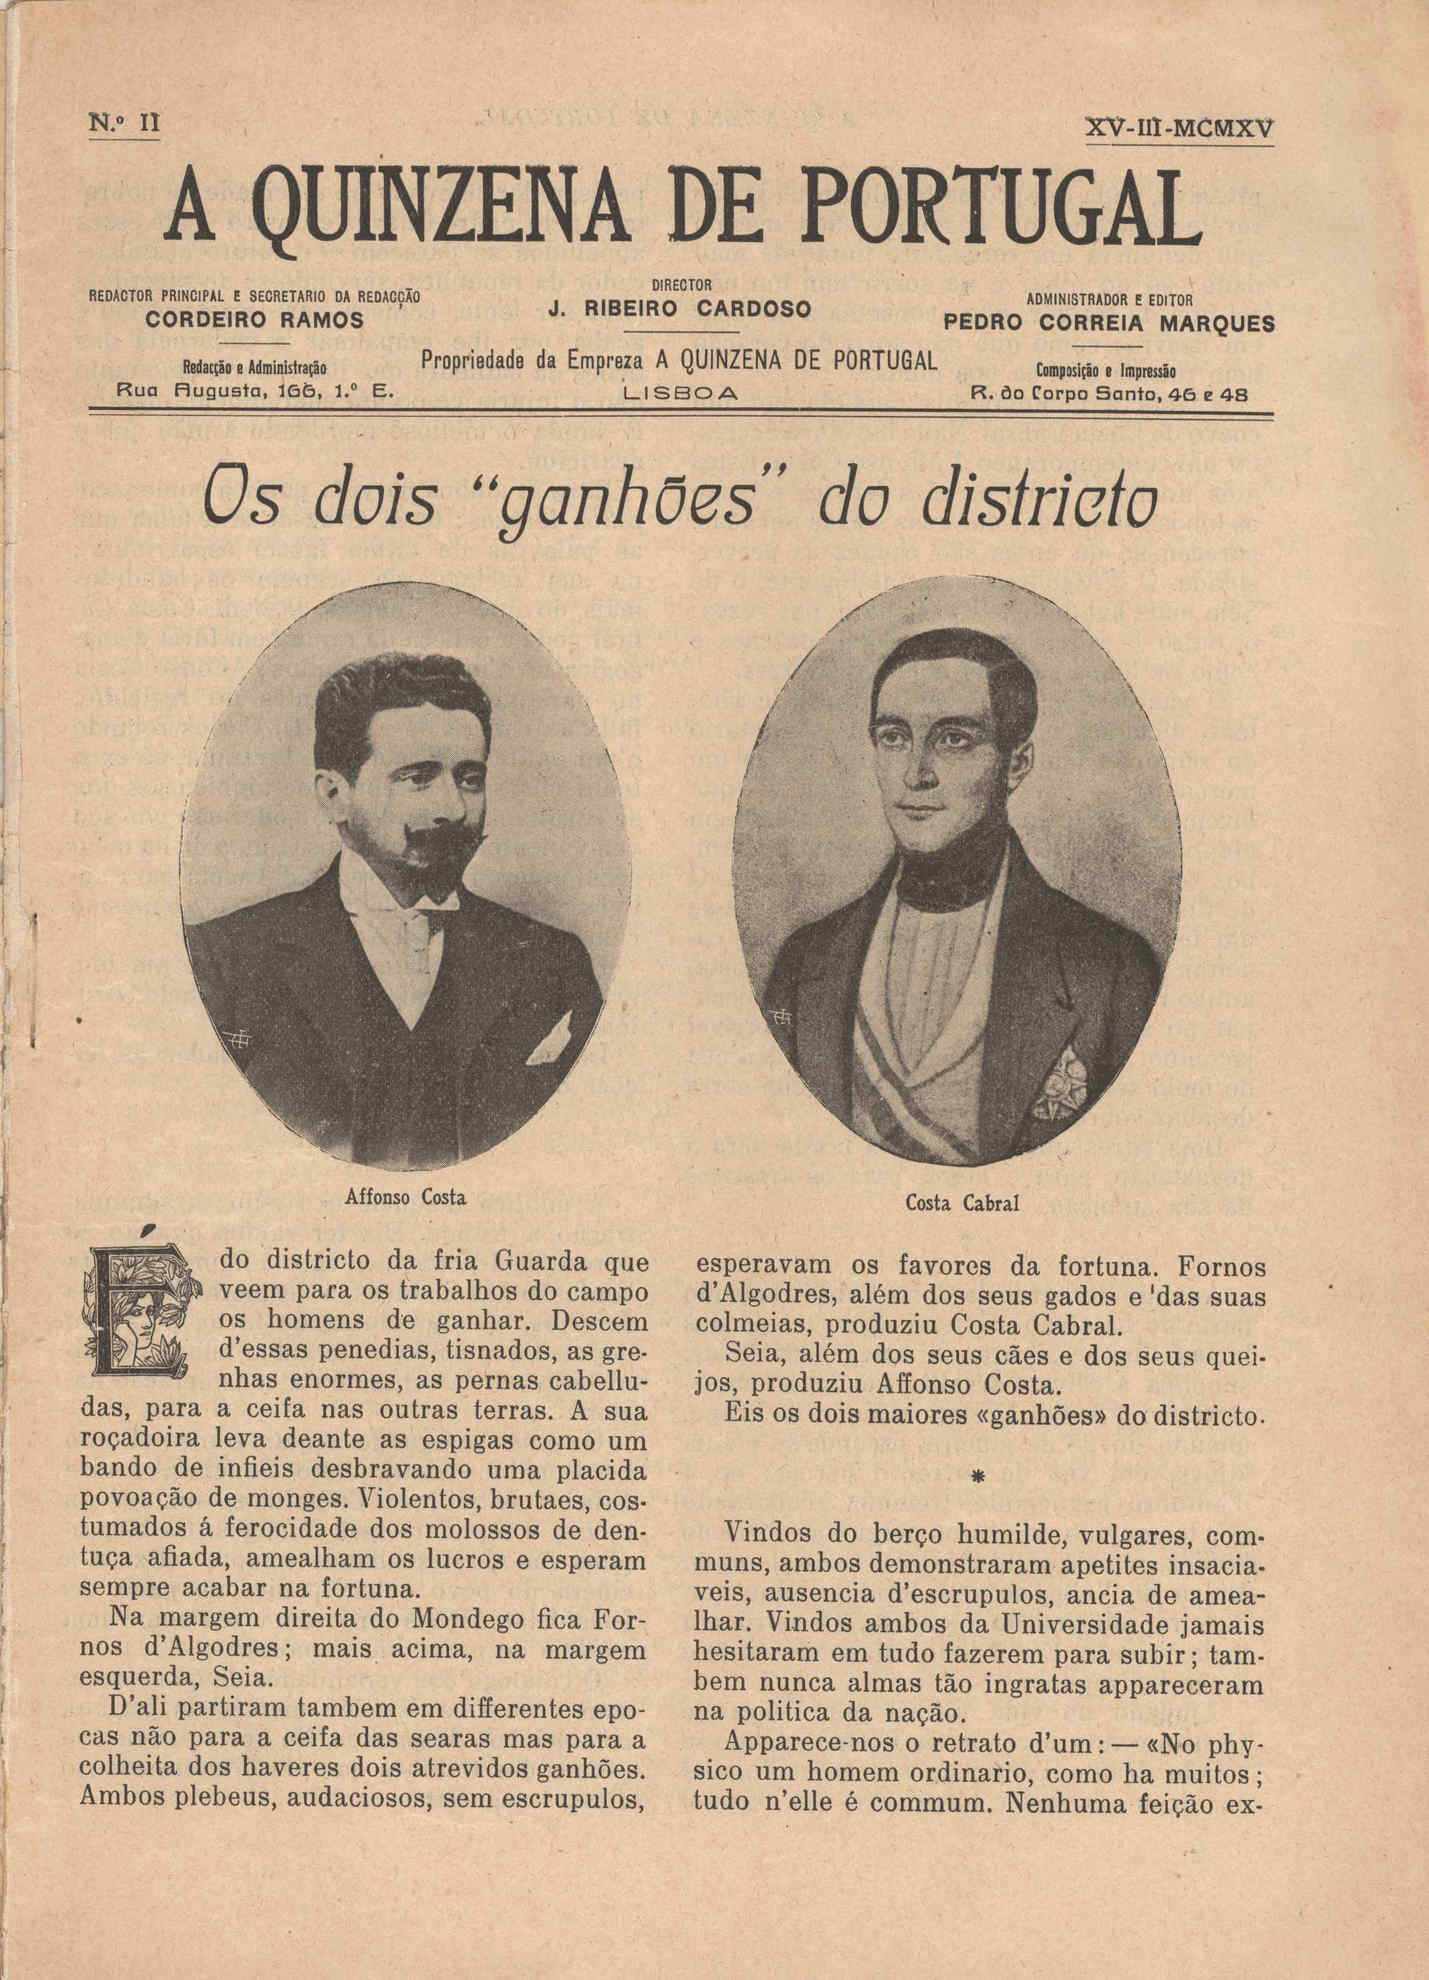 N.º II
XV-III-MCMXV
A QUINZENA DE PORTUGAL
REDACTOR PRINCIPAL E SECRETARIO DA REDACÇÃO
CORDEIRO RAMOS
Redacção e Administração
Rua Augusta, 166, 1.º E.
DIRECTOR
J. RIBEIRO CARDOSO
Propriedade da Empreza A QUINZENA DE PORTUGAL
LISBOA
ADMINISTRADOR E EDITOR
PEDRO CORREIA MARQUES
Composição e Impressão
R. do Corpo Santo, 46 e 48
Os dois “ganhões” do districto
Affonso Costa
Costa Cabral
É do districto da fria Guarda que
veem para os trabalhos do campo
os homens de ganhar. Descem
d'essas penedias, tisnados, as gre-
nhas enormes, as pernas cabellu-
das, para a ceifa nas outras terras. A sua
roçadoira leva deante as espigas como um
bando de infieis desbravando uma placida
povoação de monges. Violentos, brutaes, cos-
tumados á ferocidade dos molossos de den-
tuça afiada, amealham os lucros e esperam
sempre acabar na fortuna.
Na margem direita do Mondego fica For-
nos d'Algodres; mais acima, na margem
esquerda, Seia.
D'ali partiram tambem em differentes epo-
cas não para a ceifa das searas mas para a
colheita dos haveres dois atrevidos ganhões.
Ambos plebeus, audaciosos, sem escrupulos,
esperavam os favores da fortuna. Fornos
d'Algodres, além dos seus gados e 'das suas
colmeias, produziu Costa Cabral.
Seia, além dos seus cães e dos seus quei-
jos, produziu Affonso Costa.
Eis os dois maiores «ganhões» do districto.
*
Vindos do berço humilde, vulgares, com-
muns, ambos demonstraram apetites insacia-
veis, ausencia d'escrupulos, ancia de amea-
lhar. Vindos ambos da Universidade jamais
hesitaram em tudo fazerem para subir; tam-
bem nunca almas tão ingratas appareceram
na politica da nação.
Apparece-nos o retrato d'um: — «No phy-
sico um homem ordinario, como ha muitos;
tudo n'elle é commum. Nenhuma feição ex-